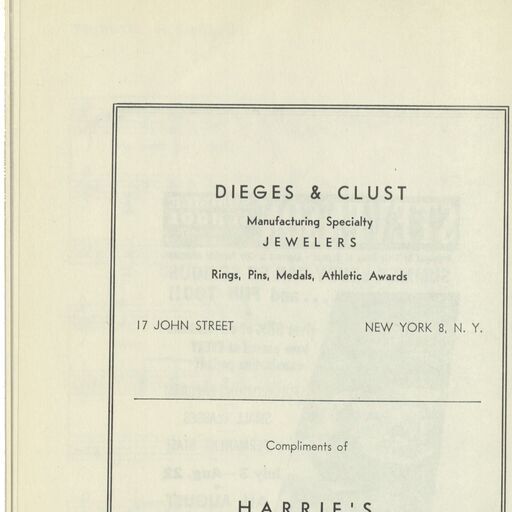 DIEGES & CLUST
Manufacturing Specialty
JEWELERS
Rings, Pins, Medals, Athletic Awards
17 JOHN STREET NEW YORK 8, N. Y.
Compliments of
HARRIE'S